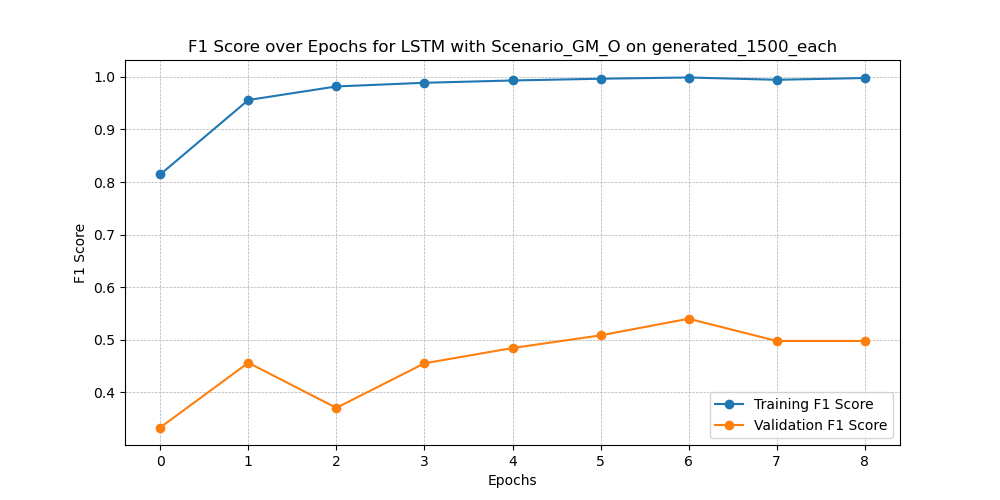 F1 Score over Epochs for LSTM with Scenario_GM_O on generated_1500_each
F1 Score
1.0
0.9
0.8
0.7
0.6
0.5
0.4
0 1 2 3 4 5 6 7 8
Epochs
Training F1 Score
Validation F1 Score